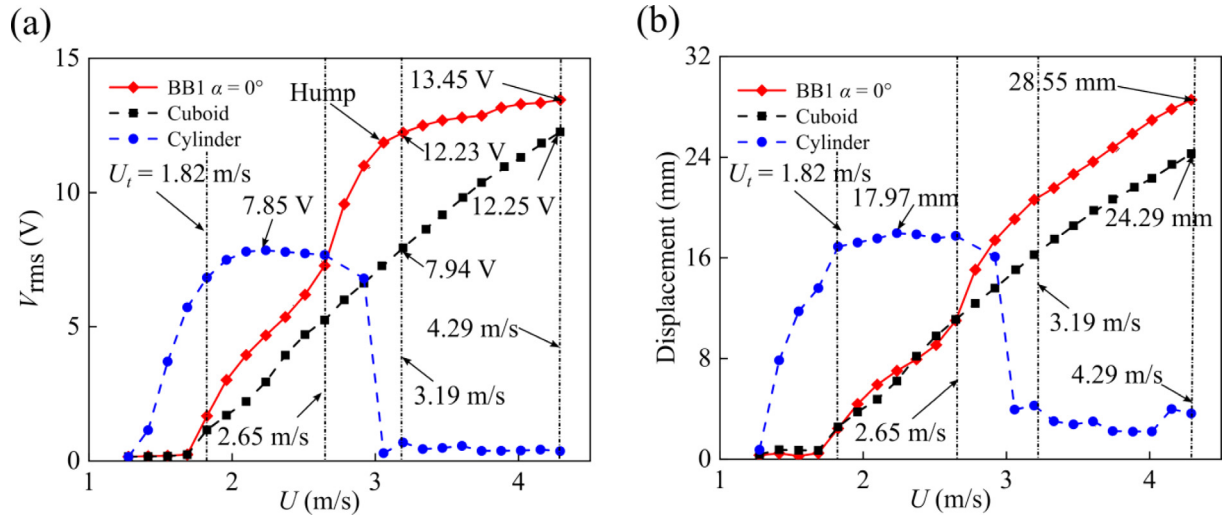 (a)
15
10
5
0
Vrms (V)
1
2
3
4
U (m/s)
BB1 α = 0°
Cuboid
Cylinder
Hump
13.45 V
12.23 V
12.25 V
Ut = 1.82 m/s
7.85 V
7.94 V
4.29 m/s
3.19 m/s
2.65 m/s
(b)
32
24
16
8
0
Displacement (mm)
1
2
3
4
U (m/s)
BB1 α = 0°
Cuboid
Cylinder
28.55 mm
Ut = 1.82 m/s
17.97 mm
24.29 mm
3.19 m/s
2.65 m/s
4.29 m/s